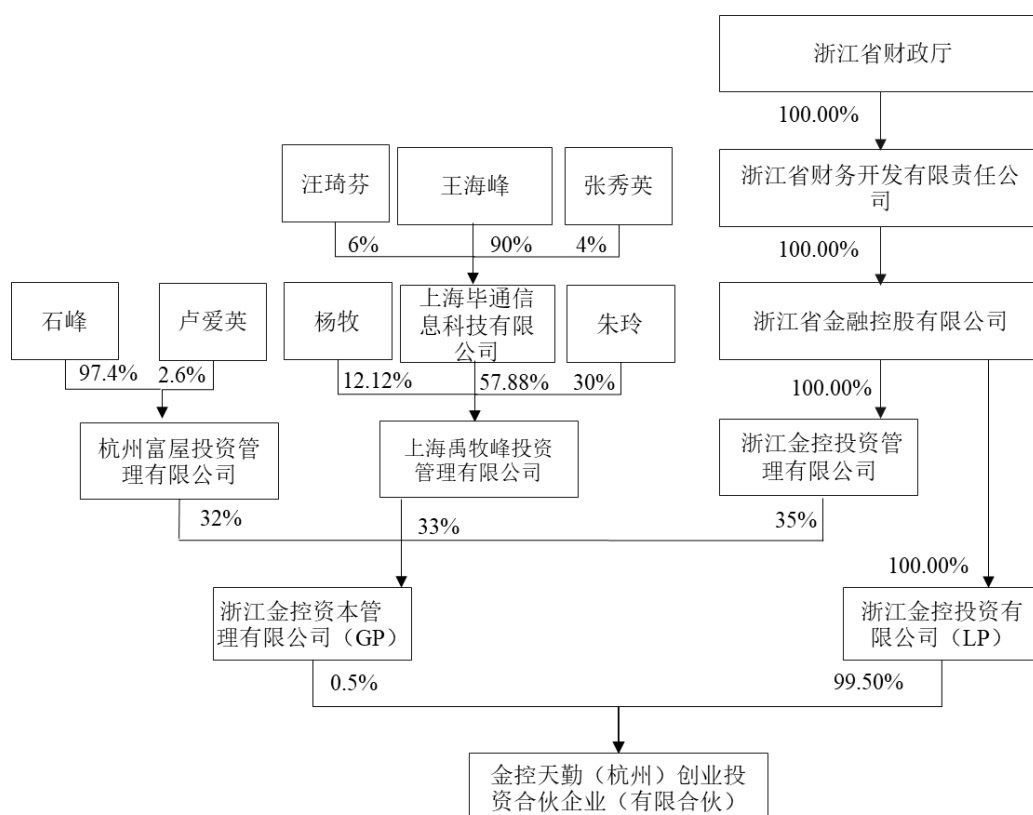 浙江省财政厅
100.00%
汪琦芬
王海峰
张秀英
浙江省财务开发有限责任公
司
6%
90%
4%
100.00%
石峰
卢爱英
杨牧
上海毕通信
息科技有限
公司
朱玲
浙江省金融控股有限公司
97.4%
2.6%
12.12%
57.88%
30%
100.00%
杭州富屋投资管
理有限公司
上海禹牧峰投资
管理有限公司
浙江金控投资管
理有限公司
32%
33%
35%
100.00%
浙江金控资本管
理有限公司（GP）
浙江金控投资有
限公司（LP）
0.5%
99.50%
金控天勤（杭州）创业投
资合伙企业（有限合伙）